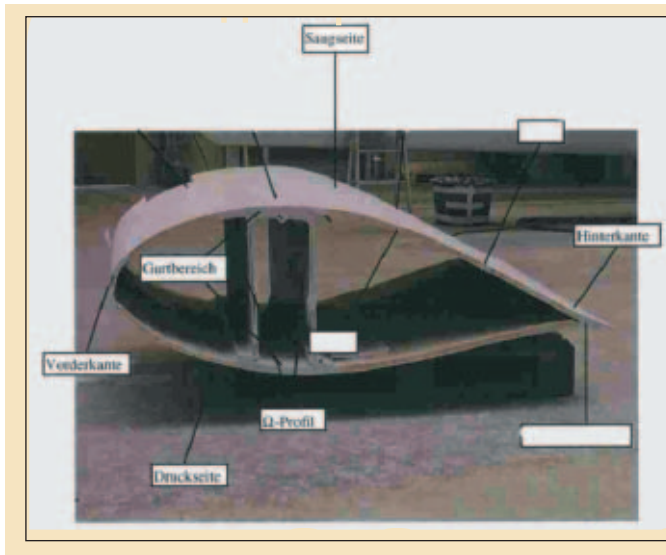 Saugseite
Hinterkante
Gurtbereich
Vorderkante
Ω-Profil
Druckseite